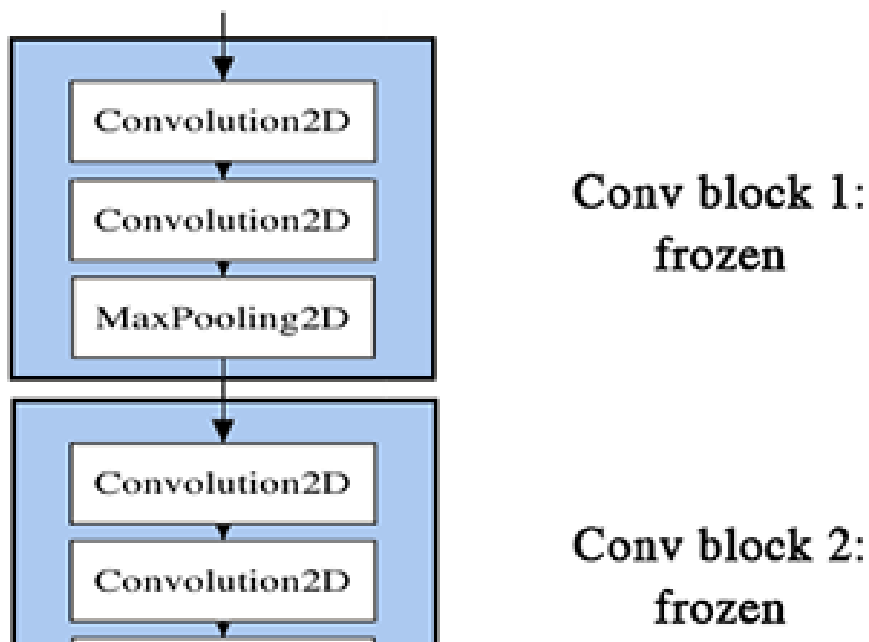 Convolution2D
Convolution2D
MaxPooling2D
Conv block 1:
frozen
Convolution2D
Convolution2D
Conv block 2:
frozen